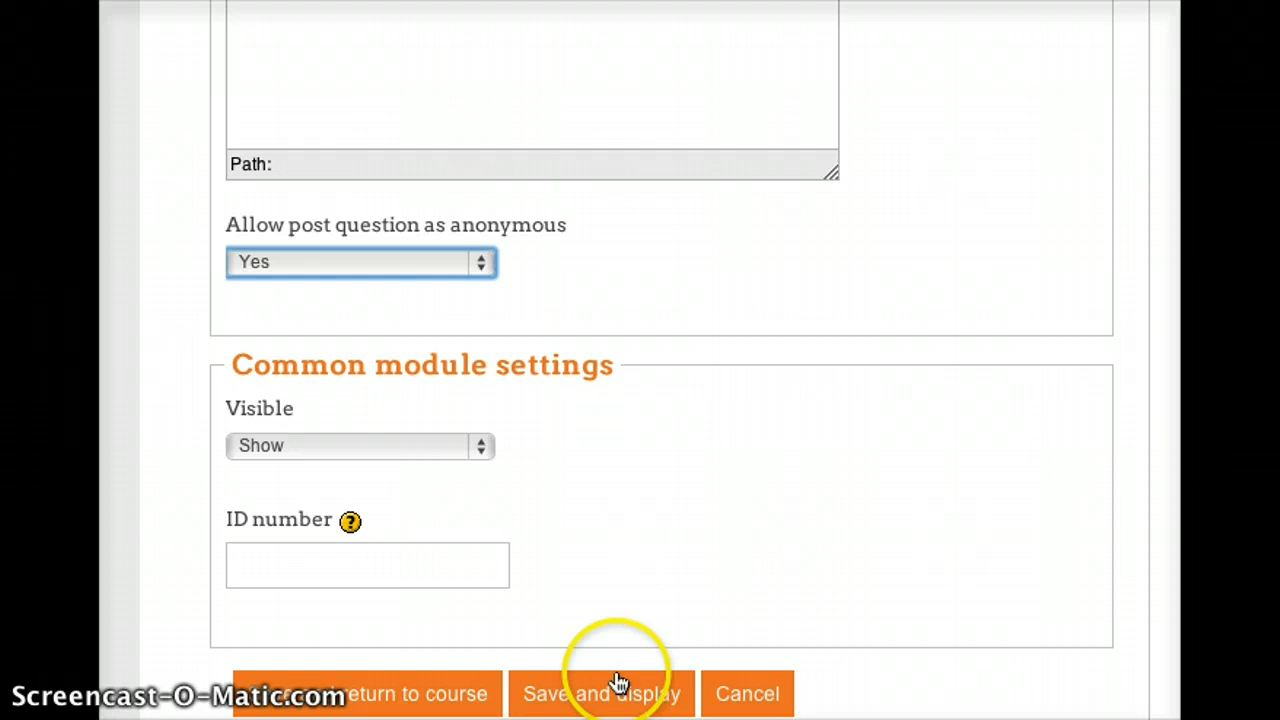 Path:
Allow post question as anonymous
Yes
Common module settings
Visible
Show
ID number ?
return to course
Save and display
Cancel
Screencast-O-Matic.com